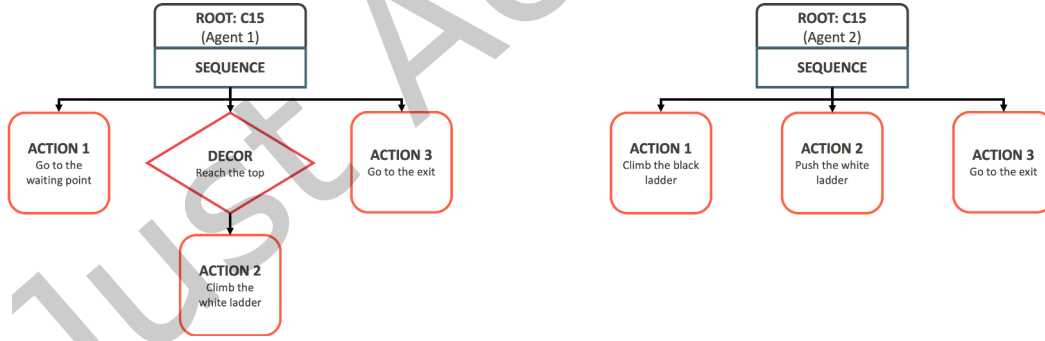 ROOT: C15
(Agent 1)
SEQUENCE
ACTION 1
Go to the
waiting point
DECOR
Reach the top
ACTION 3
Go to the exit
ACTION 2
Climb the
white ladder
ROOT: C15
(Agent 2)
SEQUENCE
ACTION 1
Climb the black
ladder
ACTION 2
Push the white
ladder
ACTION 3
Go to the exit
Just A